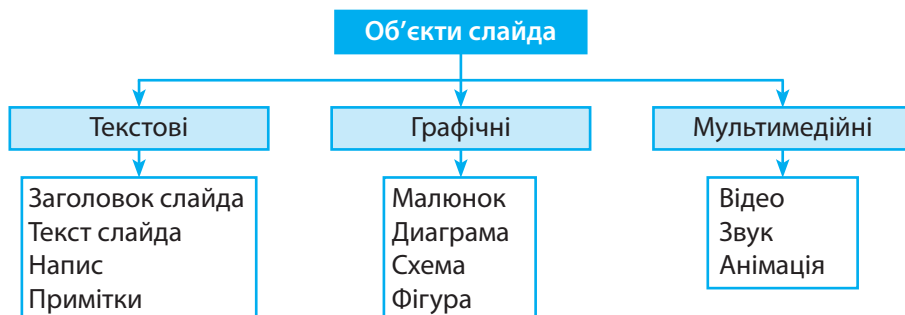 Об’єкти слайда
Текстові
Графічні
Мультимедійні
Заголовок слайда
Текст слайда
Напис
Примітки
Малюнок
Диаграма
Схема
Фігура
Відео
Звук
Анімація